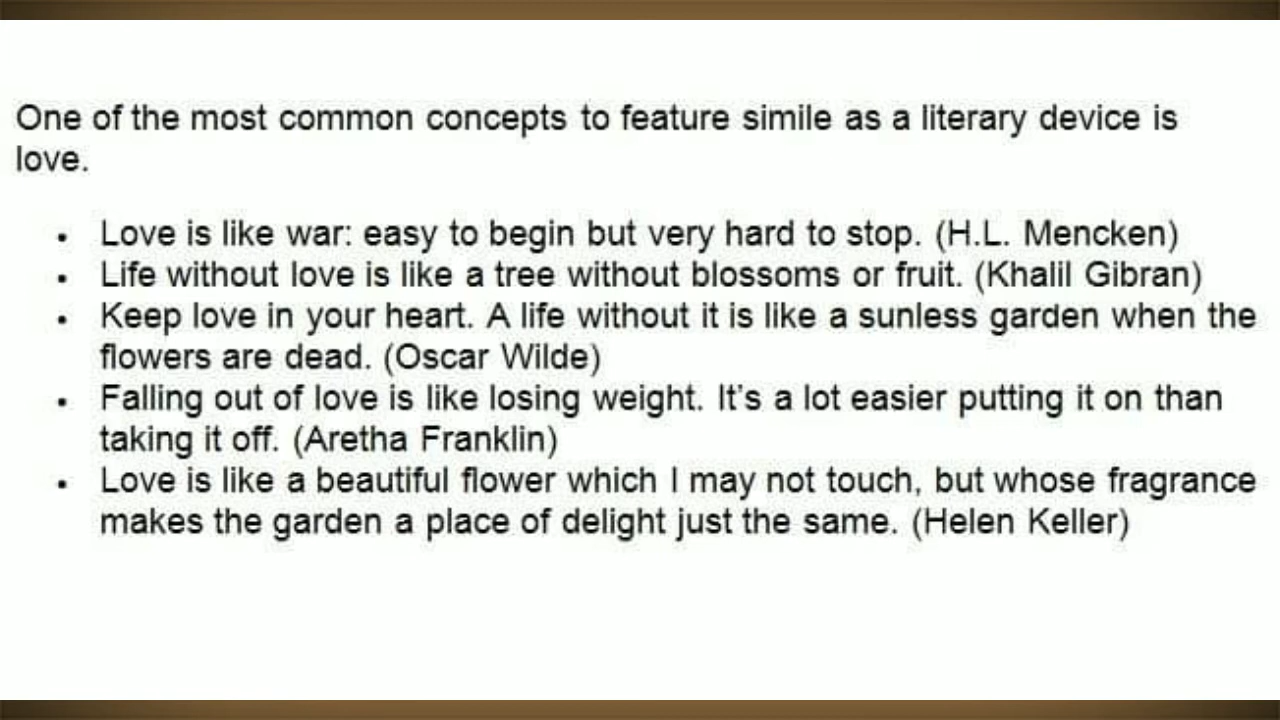 One of the most common concepts to feature simile as a literary device is
love.
• Love is like war: easy to begin but very hard to stop. (H.L. Mencken)
• Life without love is like a tree without blossoms or fruit. (Khalil Gibran)
• Keep love in your heart. A life without it is like a sunless garden when the
flowers are dead. (Oscar Wilde)
• Falling out of love is like losing weight. It’s a lot easier putting it on than
taking it off. (Aretha Franklin)
• Love is like a beautiful flower which I may not touch, but whose fragrance
makes the garden a place of delight just the same. (Helen Keller)